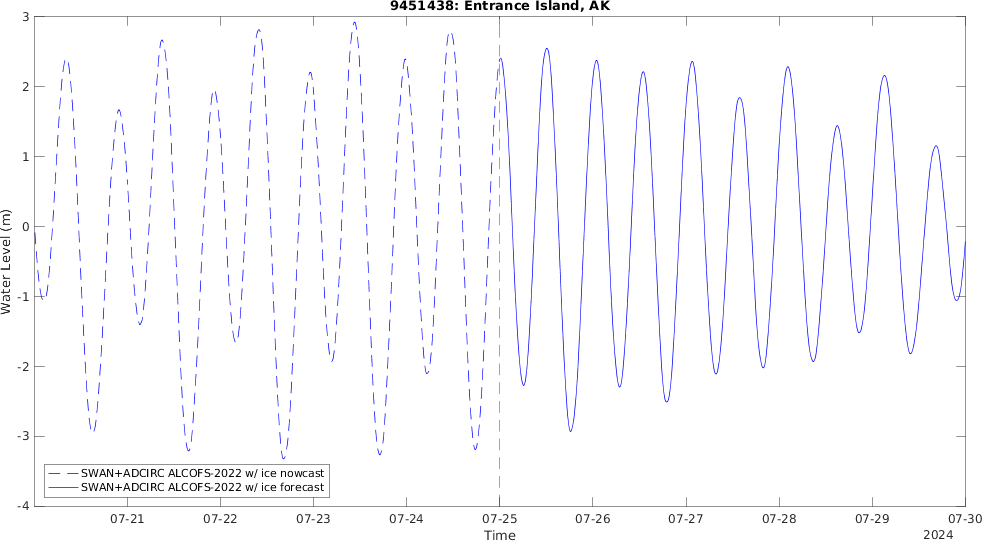 9451438: Entrance Island, AK
3
2
1
0
-1
-2
-3
-4
Water Level (m)
SWAN+ADCIRC ALCOFS-2022 w/ ice nowcast
SWAN+ADCIRC ALCOFS-2022 w/ ice forecast
07-21 07-22 07-23 07-24 07-25 07-26 07-27 07-28 07-29 07-30
Time
2024